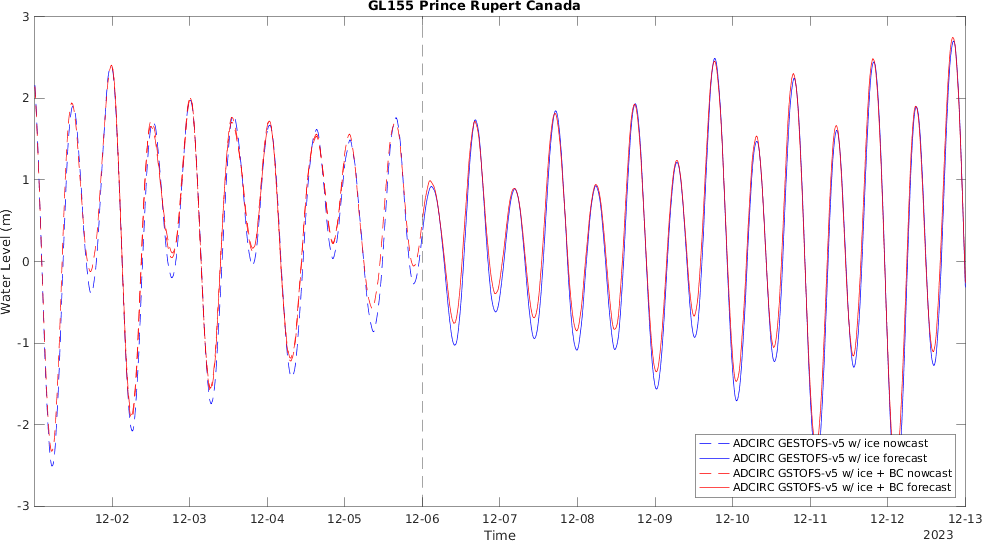 GL155 Prince Rupert Canada
3
2
1
0
-1
-2
-3
Water Level (m)
ADCIRC GESTOFS-v5 w/ ice nowcast
ADCIRC GESTOFS-v5 w/ ice forecast
ADCIRC GSTOFS-v5 w/ ice + BC nowcast
ADCIRC GSTOFS-v5 w/ ice + BC forecast
12-02 12-03 12-04 12-05 12-06 12-07 12-08 12-09 12-10 12-11 12-12 12-13
Time
2023